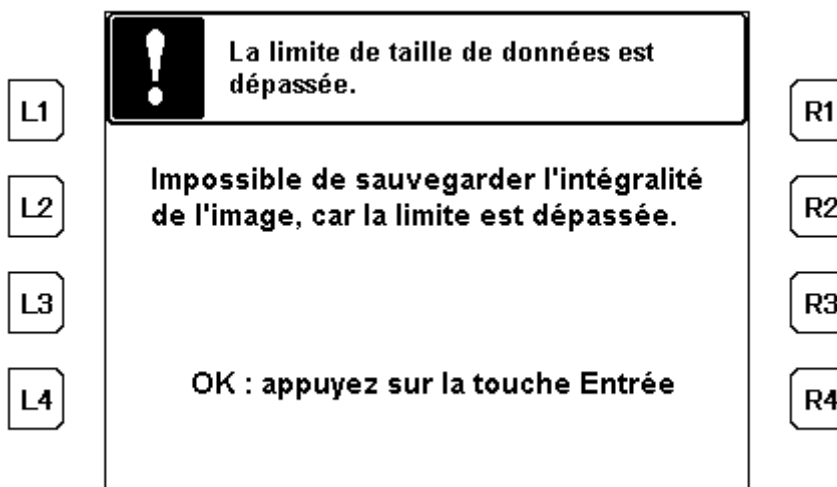 La limite de taille de données est
dépassée.
L1
R1
Impossible de sauvegarder l'intégralité
de l'image, car la limite est dépassée.
L2
R2
L3
R3
OK : appuyez sur la touche Entrée
L4
R4